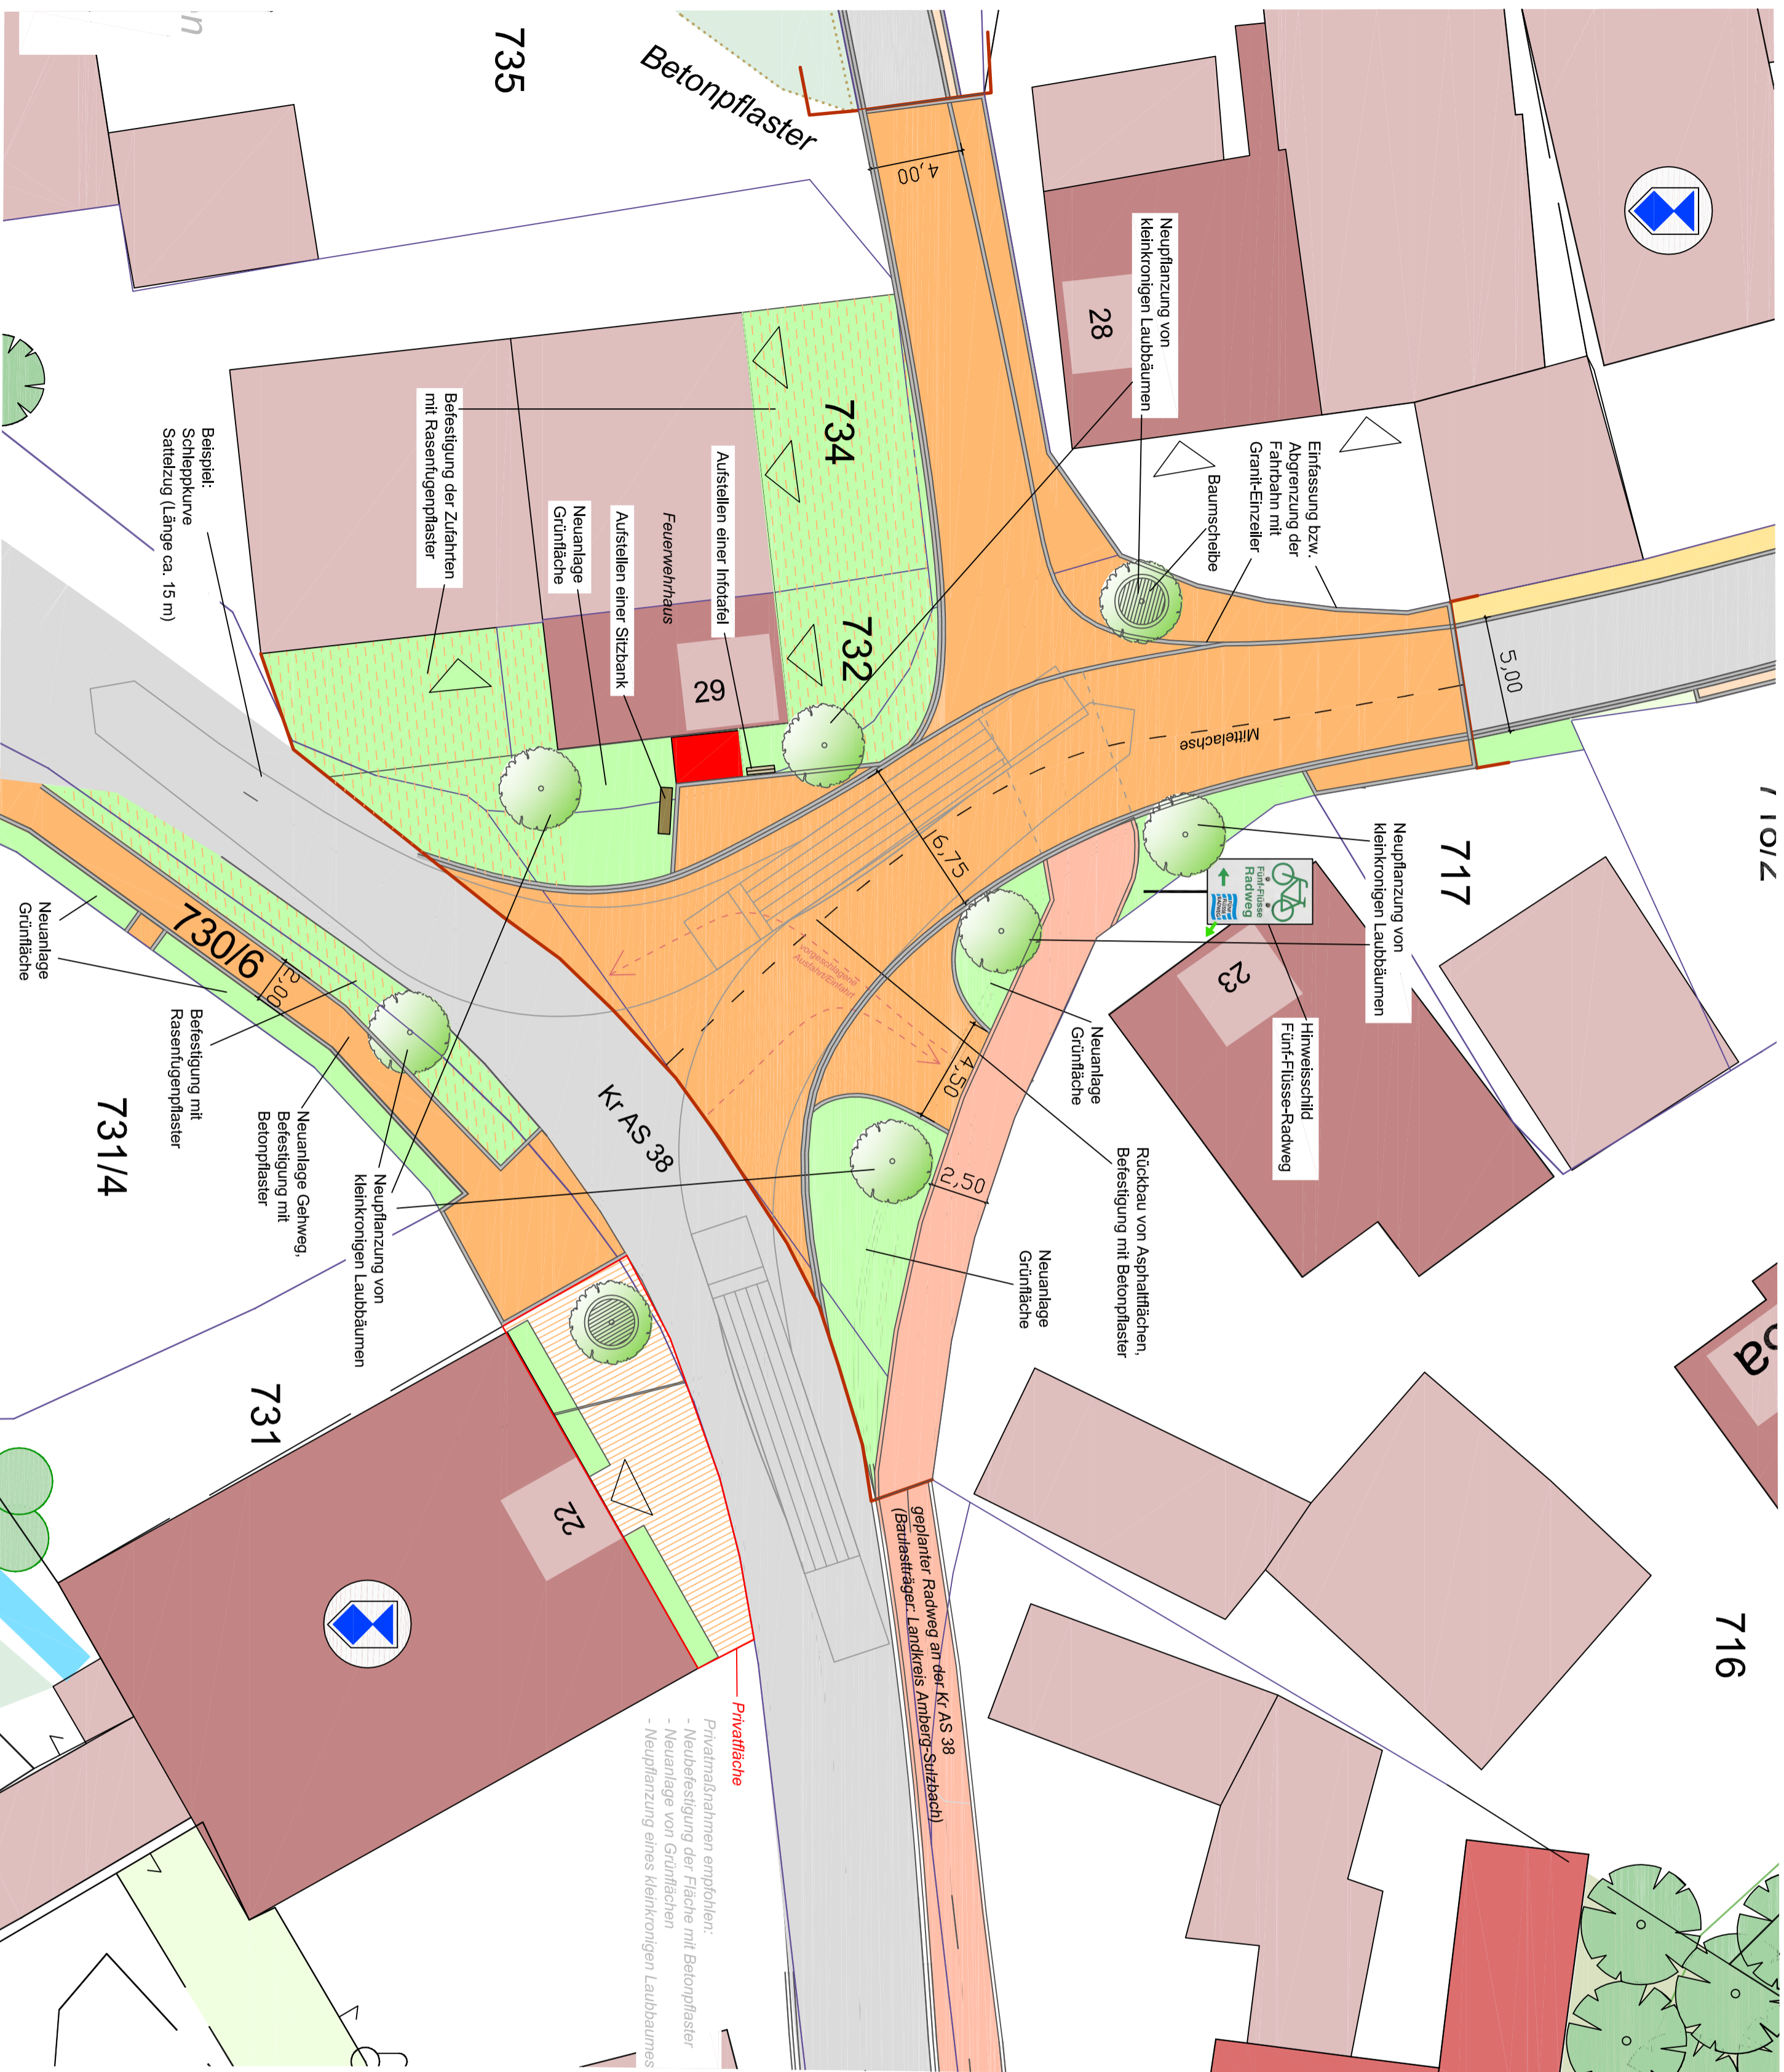 735
Betonpflaster
4,00
Neupflanzung von
kleinkronigen Laubbäumen
28
Einfassung bzw.
Abgrenzung der
Fahrbahn mit
Granit-Einzeiler
Baumscheibe
5,00
Mittelachse
734
732
Befestigung der Zufahrten
mit Rasenfugenpflaster
Beispiel:
Schleppkurve
Sattelzug (Länge ca. 15 m)
Aufstellen einer Infotafel
Feuerwehrhaus
Aufstellen einer Sitzbank
Neuanlage
Grünfläche
29
6,75
718/2
717
Neupflanzung von
kleinkronigen Laubbäumen
Fünf-Flüsse
Radweg
23
Hinweisschild
Fünf-Flüsse-Radweg
Neuanlage
Grünfläche
vorgeschlagene
Ausfahrt/Einfahrt
4,50
2,50
Rückbau von Asphaltflächen,
Befestigung mit Betonpflaster
Neuanlage
Grünfläche
Kr AS 38
730/6
2,00
Neuanlage
Grünfläche
Befestigung mit
Rasenfugenpflaster
Neuanlage Gehweg,
Befestigung mit
Betonpflaster
Neupflanzung von
kleinkronigen Laubbäumen
731/4
731
22
geplanter Radweg an der Kr AS 38
(Baulastträger: Landkreis Amberg-Sulzbach)
716
Privatfläche
Privatmaßnahmen empfohlen:
- Neubefestigung der Fläche mit Betonpflaster
- Neuanlage von Grünflächen
- Neupflanzung eines kleinkronigen Laubbaumes